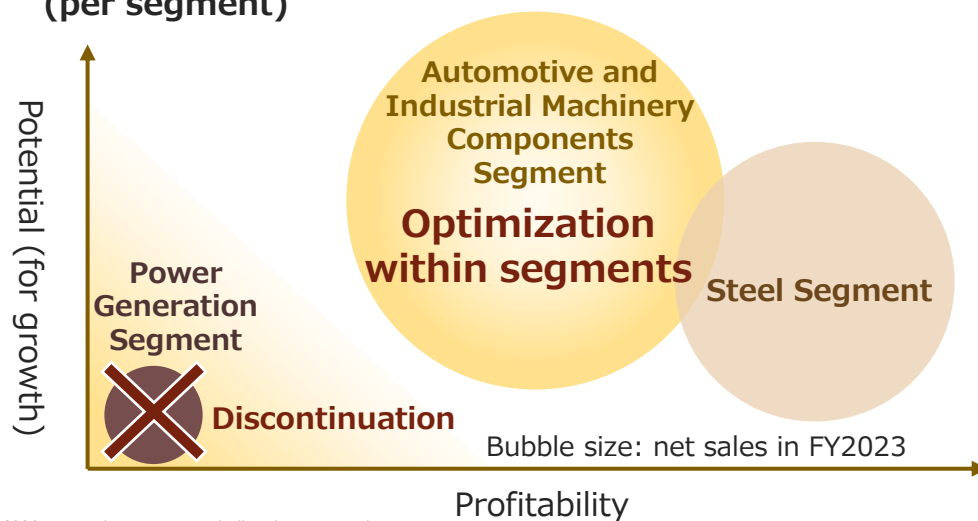 (per segment)
Automotive and
Industrial Machinery
Components
Segment
Optimization
within segments
Steel Segment
Power
Generation
Segment
Discontinuation
Potential (for growth)
Bubble size: net sales in FY2023
Profitability